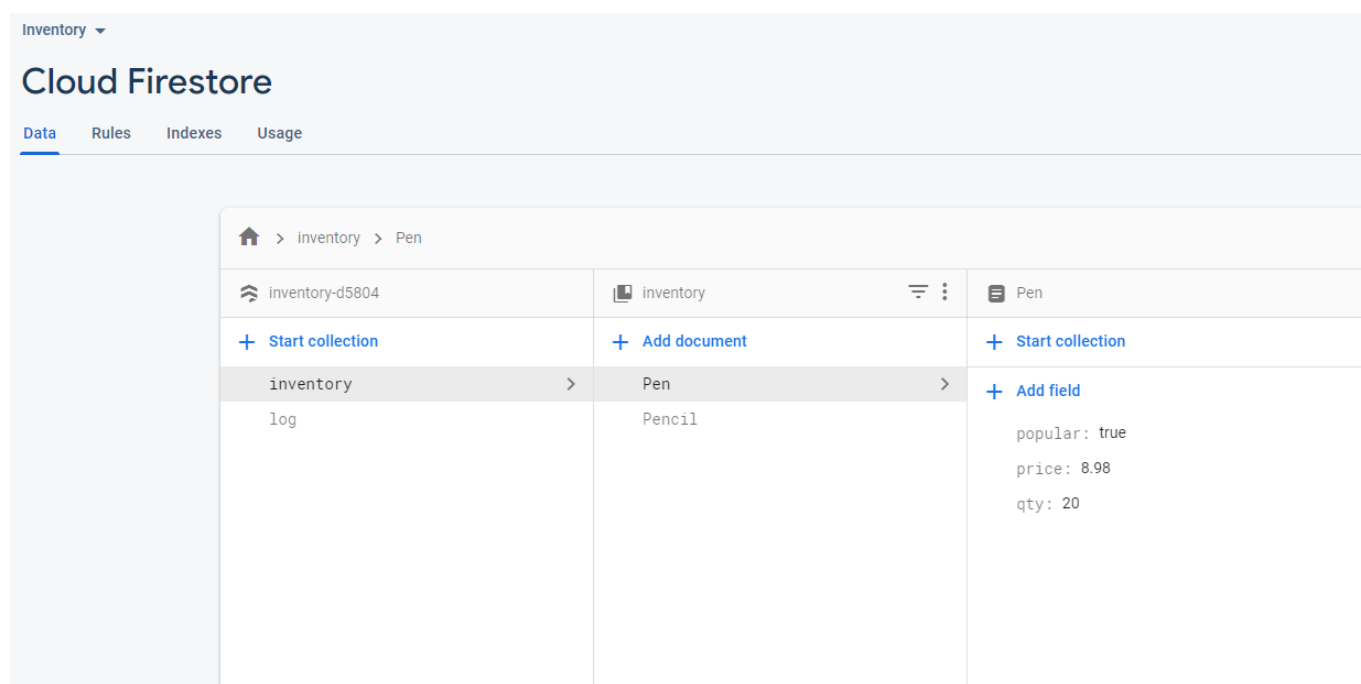 Inventory
Cloud Firestore
Data Rules Indexes Usage
inventory Pen
inventory-d5804 inventory Pen
Start collection Add document Start collection
inventory Pen Add field
log Pencil popular: true
price: 8.98
qty: 20